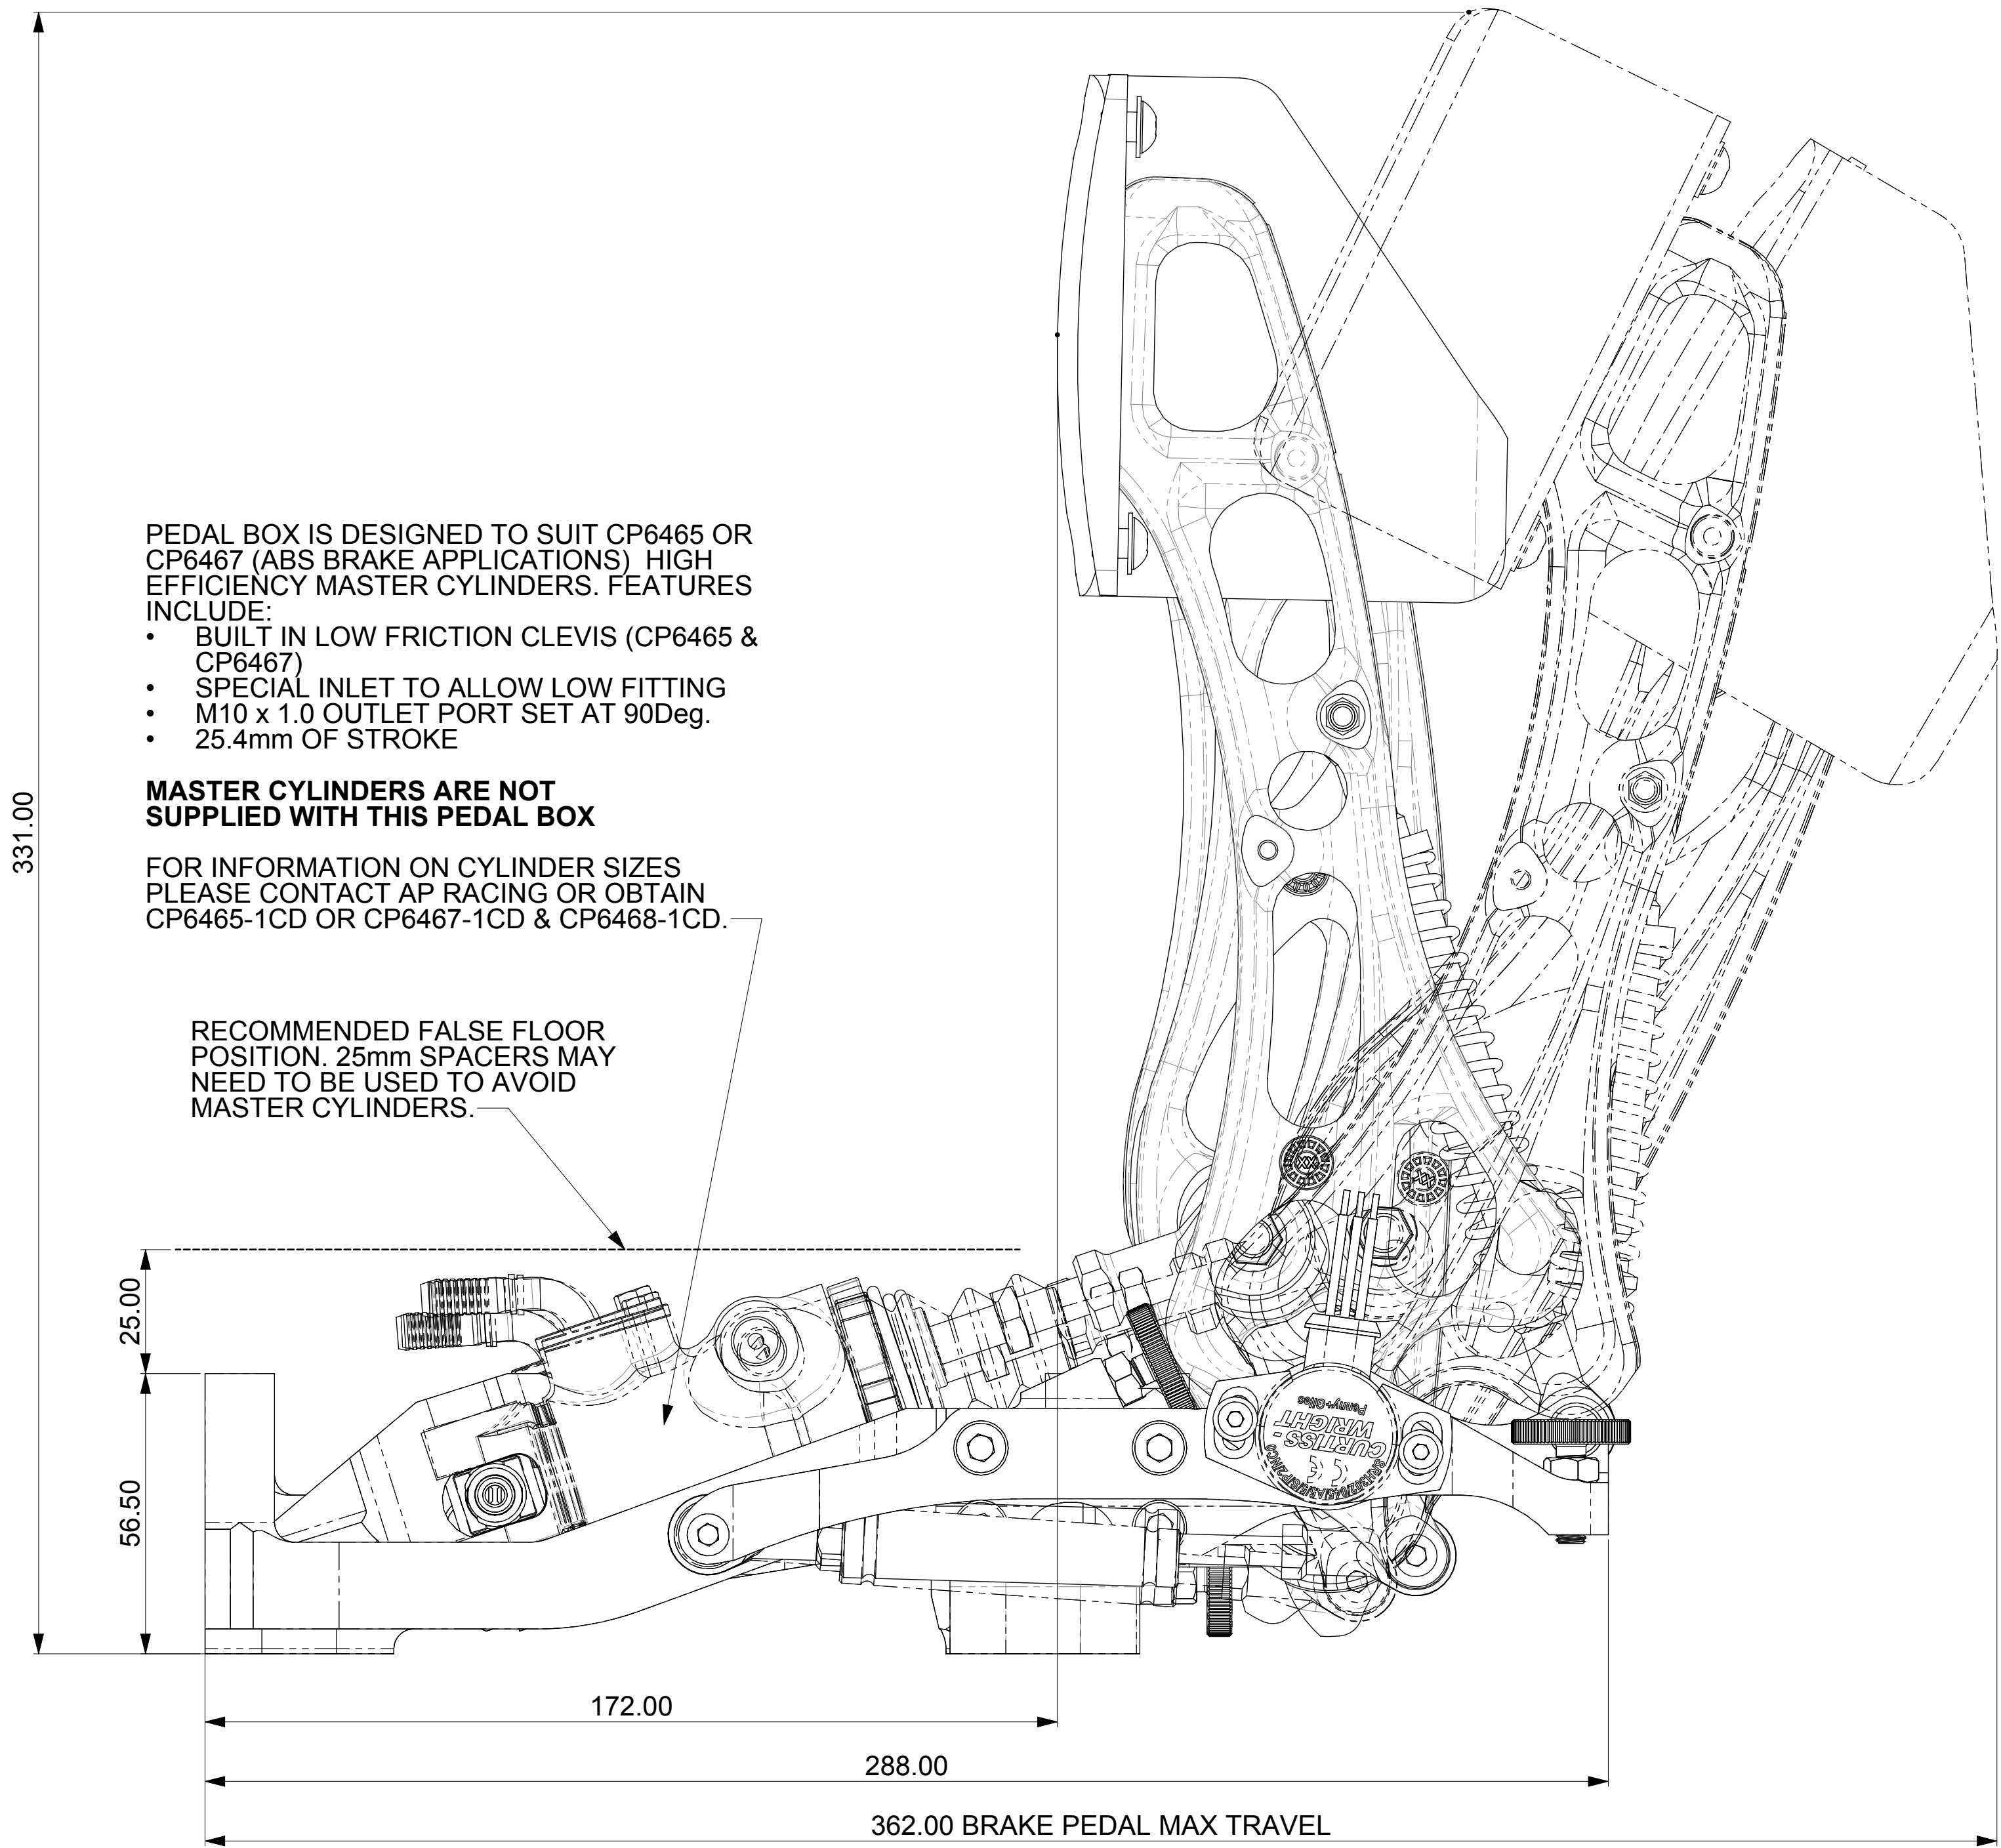 PEDAL BOX IS DESIGNED TO SUIT CP6465 OR
CP6467 (ABS BRAKE APPLICATIONS) HIGH
EFFICIENCY MASTER CYLINDERS. FEATURES
INCLUDE:
• BUILT IN LOW FRICTION CLEVIS (CP6465 &
CP6467)
• SPECIAL INLET TO ALLOW LOW FITTING
• M10 x 1.0 OUTLET PORT SET AT 90Deg.
• 25.4mm OF STROKE
MASTER CYLINDERS ARE NOT
SUPPLIED WITH THIS PEDAL BOX
FOR INFORMATION ON CYLINDER SIZES
PLEASE CONTACT AP RACING OR OBTAIN
CP6465-1CD OR CP6467-1CD & CP6468-1CD.
331.00
RECOMMENDED FALSE FLOOR
POSITION. 25mm SPACERS MAY
NEED TO BE USED TO AVOID
MASTER CYLINDERS.
25.00
56.50
Penny+Giles
CURTISS-
WRIGHT
CE
172.00
288.00
362.00 BRAKE PEDAL MAX TRAVEL